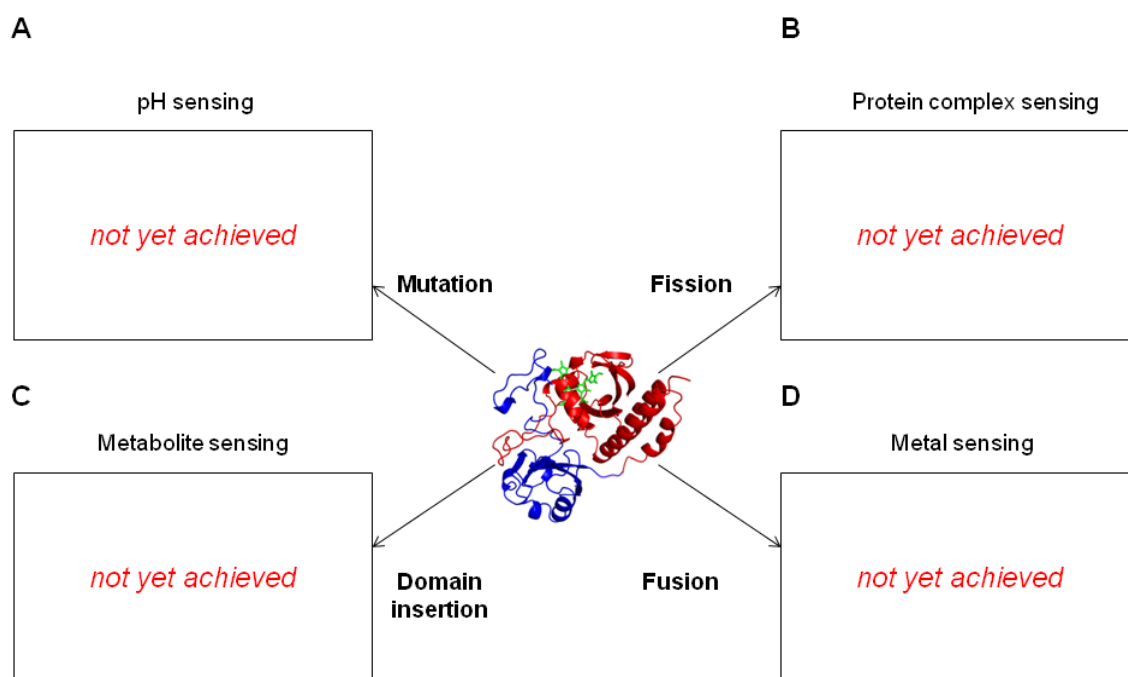 A
B
pH sensing
Protein complex sensing
not yet achieved
not yet achieved
Mutation
Fission
C
D
Metabolite sensing
Metal sensing
not yet achieved
not yet achieved
Domain
insertion
Fusion